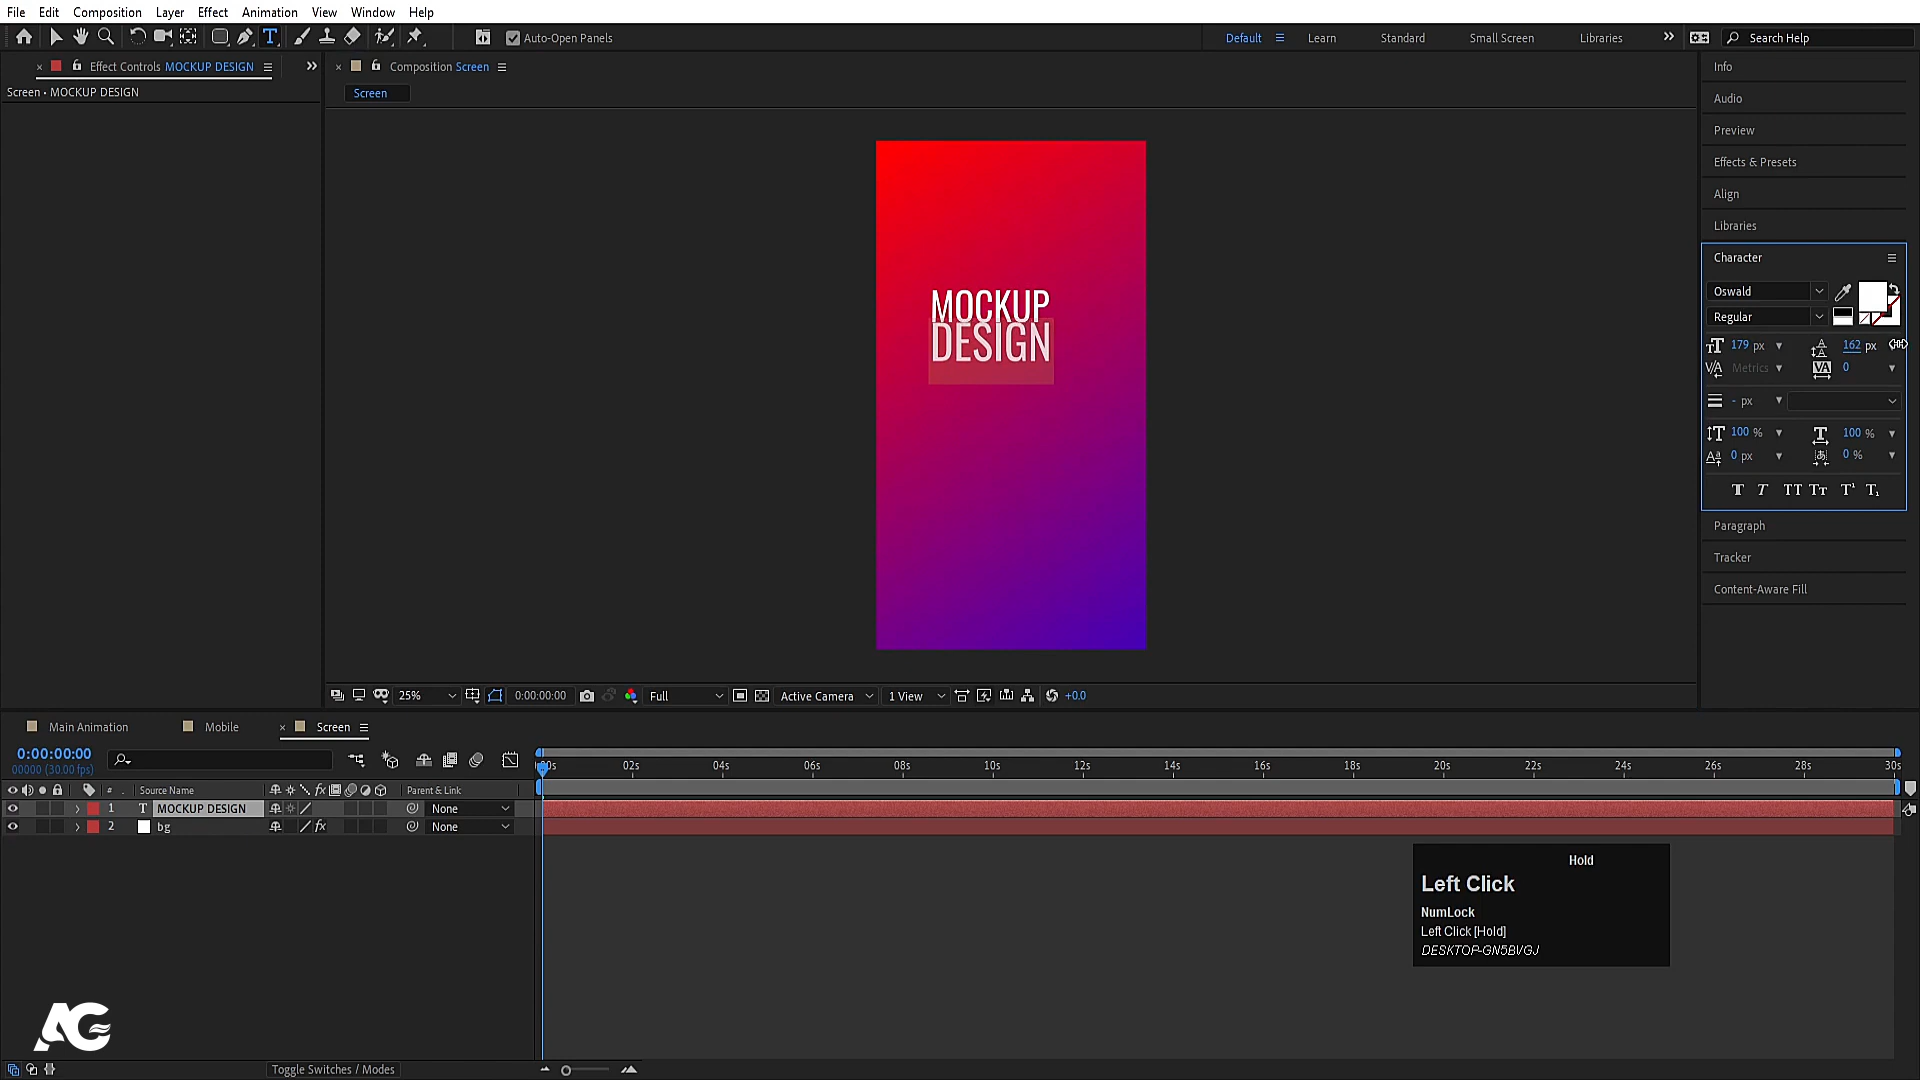 File Edit Composition Layer Effect Animation View Window Help
Auto-Open Panels Default Learn Standard Small Screen Libraries Search Help
Effect Controls MOCKUP DESIGN
Composition Screen
Screen • MOCKUP DESIGN
Screen
MOCKUP
DESIGN
Info
Audio
Preview
Effects & Presets
Align
Libraries
Character
Oswald
Regular
179 px 162 px
Metrics 0
- px
100 % 100 %
0 px 0 %
Paragraph
Tracker
Content-Aware Fill
25% 0:00:00:00 Full Active Camera 1 View +0.0
Main Animation Mobile Screen
0:00:00:00
00000 (30.00 fps)
02s 04s 06s 08s 10s 12s 14s 16s 18s 20s 22s 24s 26s 28s 30s
# Source Name fx Parent & Link
1 T MOCKUP DESIGN None
2 bg fx None
Hold
Left Click
NumLock
Left Click [Hold]
DESKTOP-GN5BVGJ
AG
Toggle Switches / Modes